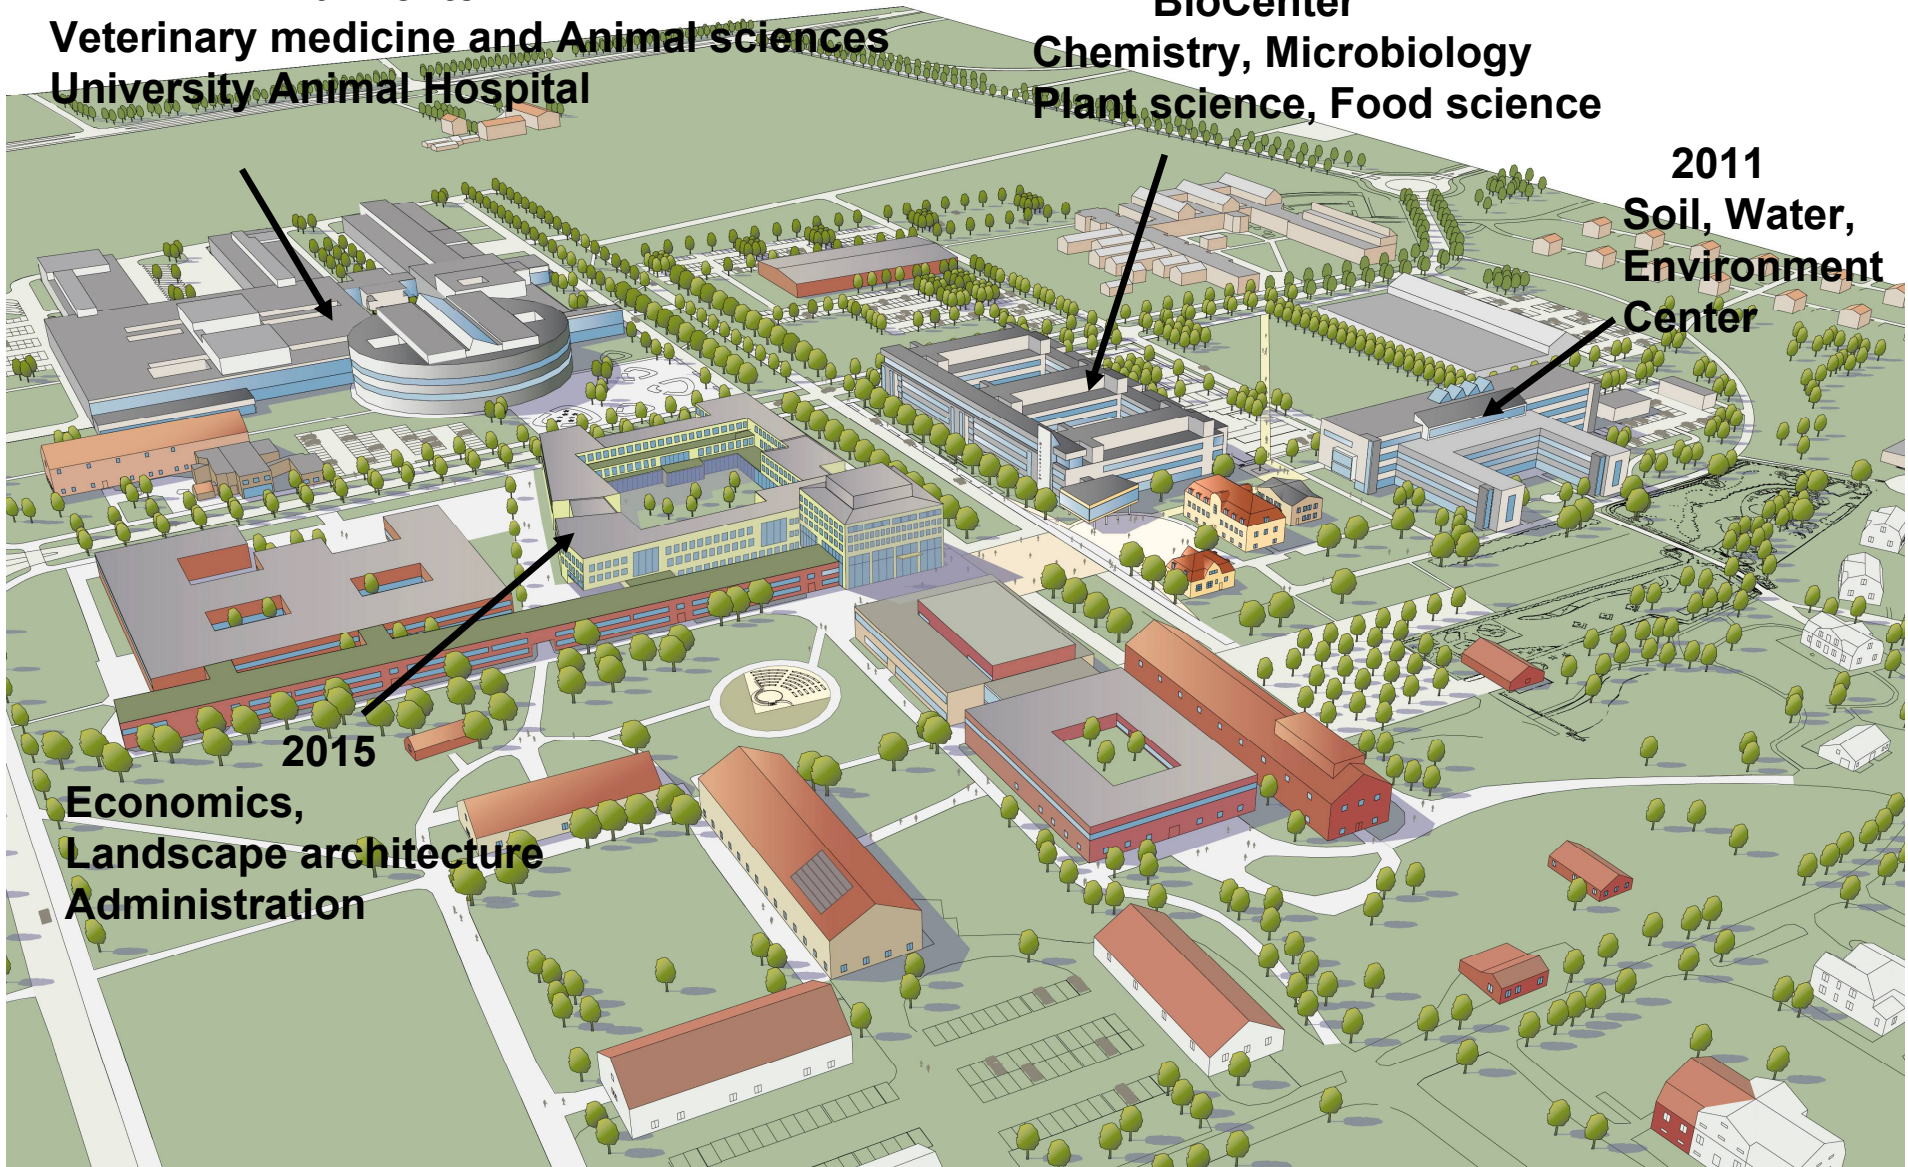 Veterinary medicine and Animal sciences
University Animal Hospital
BioCenter
Chemistry, Microbiology
Plant science, Food science
2011
Soil, Water,
Environment
Center
2015
Economics,
Landscape architecture
Administration